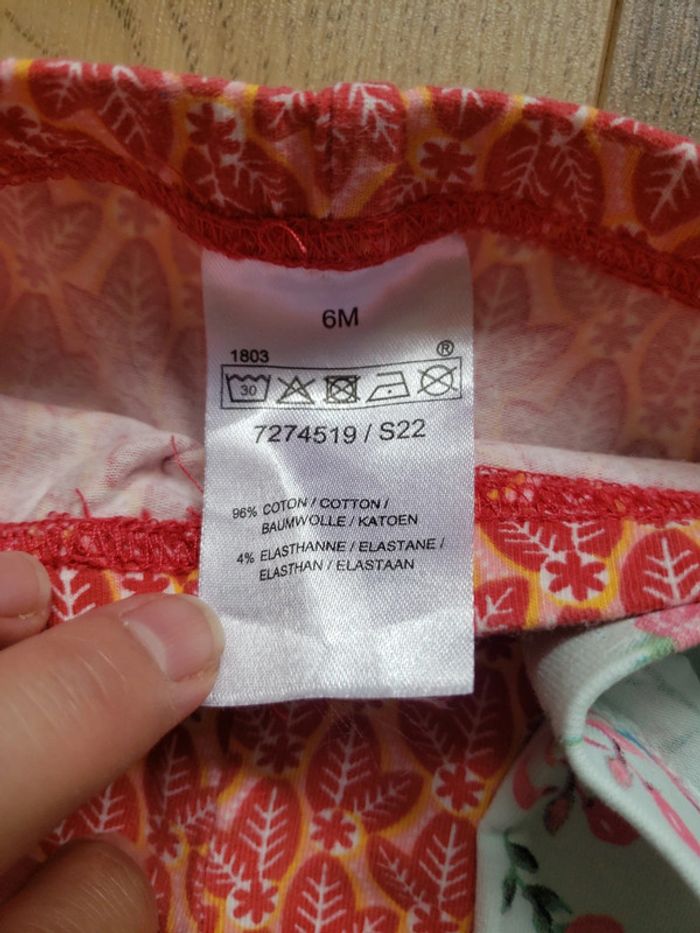 6M
1803 ®
30
7274519 / S22
96% COTON / COTTON /
BAUMWOLLE / KATOEN
4% ELASTHANNE / ELASTANE /
ELASTHAN / ELASTAAN